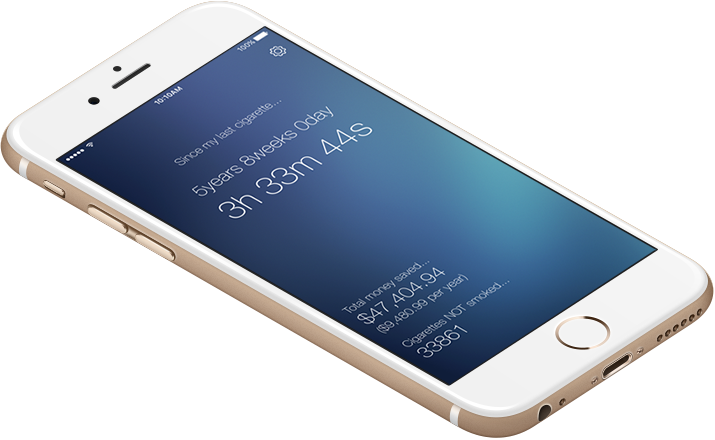 10:10AM
100%
Since my last cigarette...
5years 8weeks 0day
3h 33m 44s
Total money saved...
$47,404.94
($9,480.99 per year)
Cigarettes NOT smoked...
33861